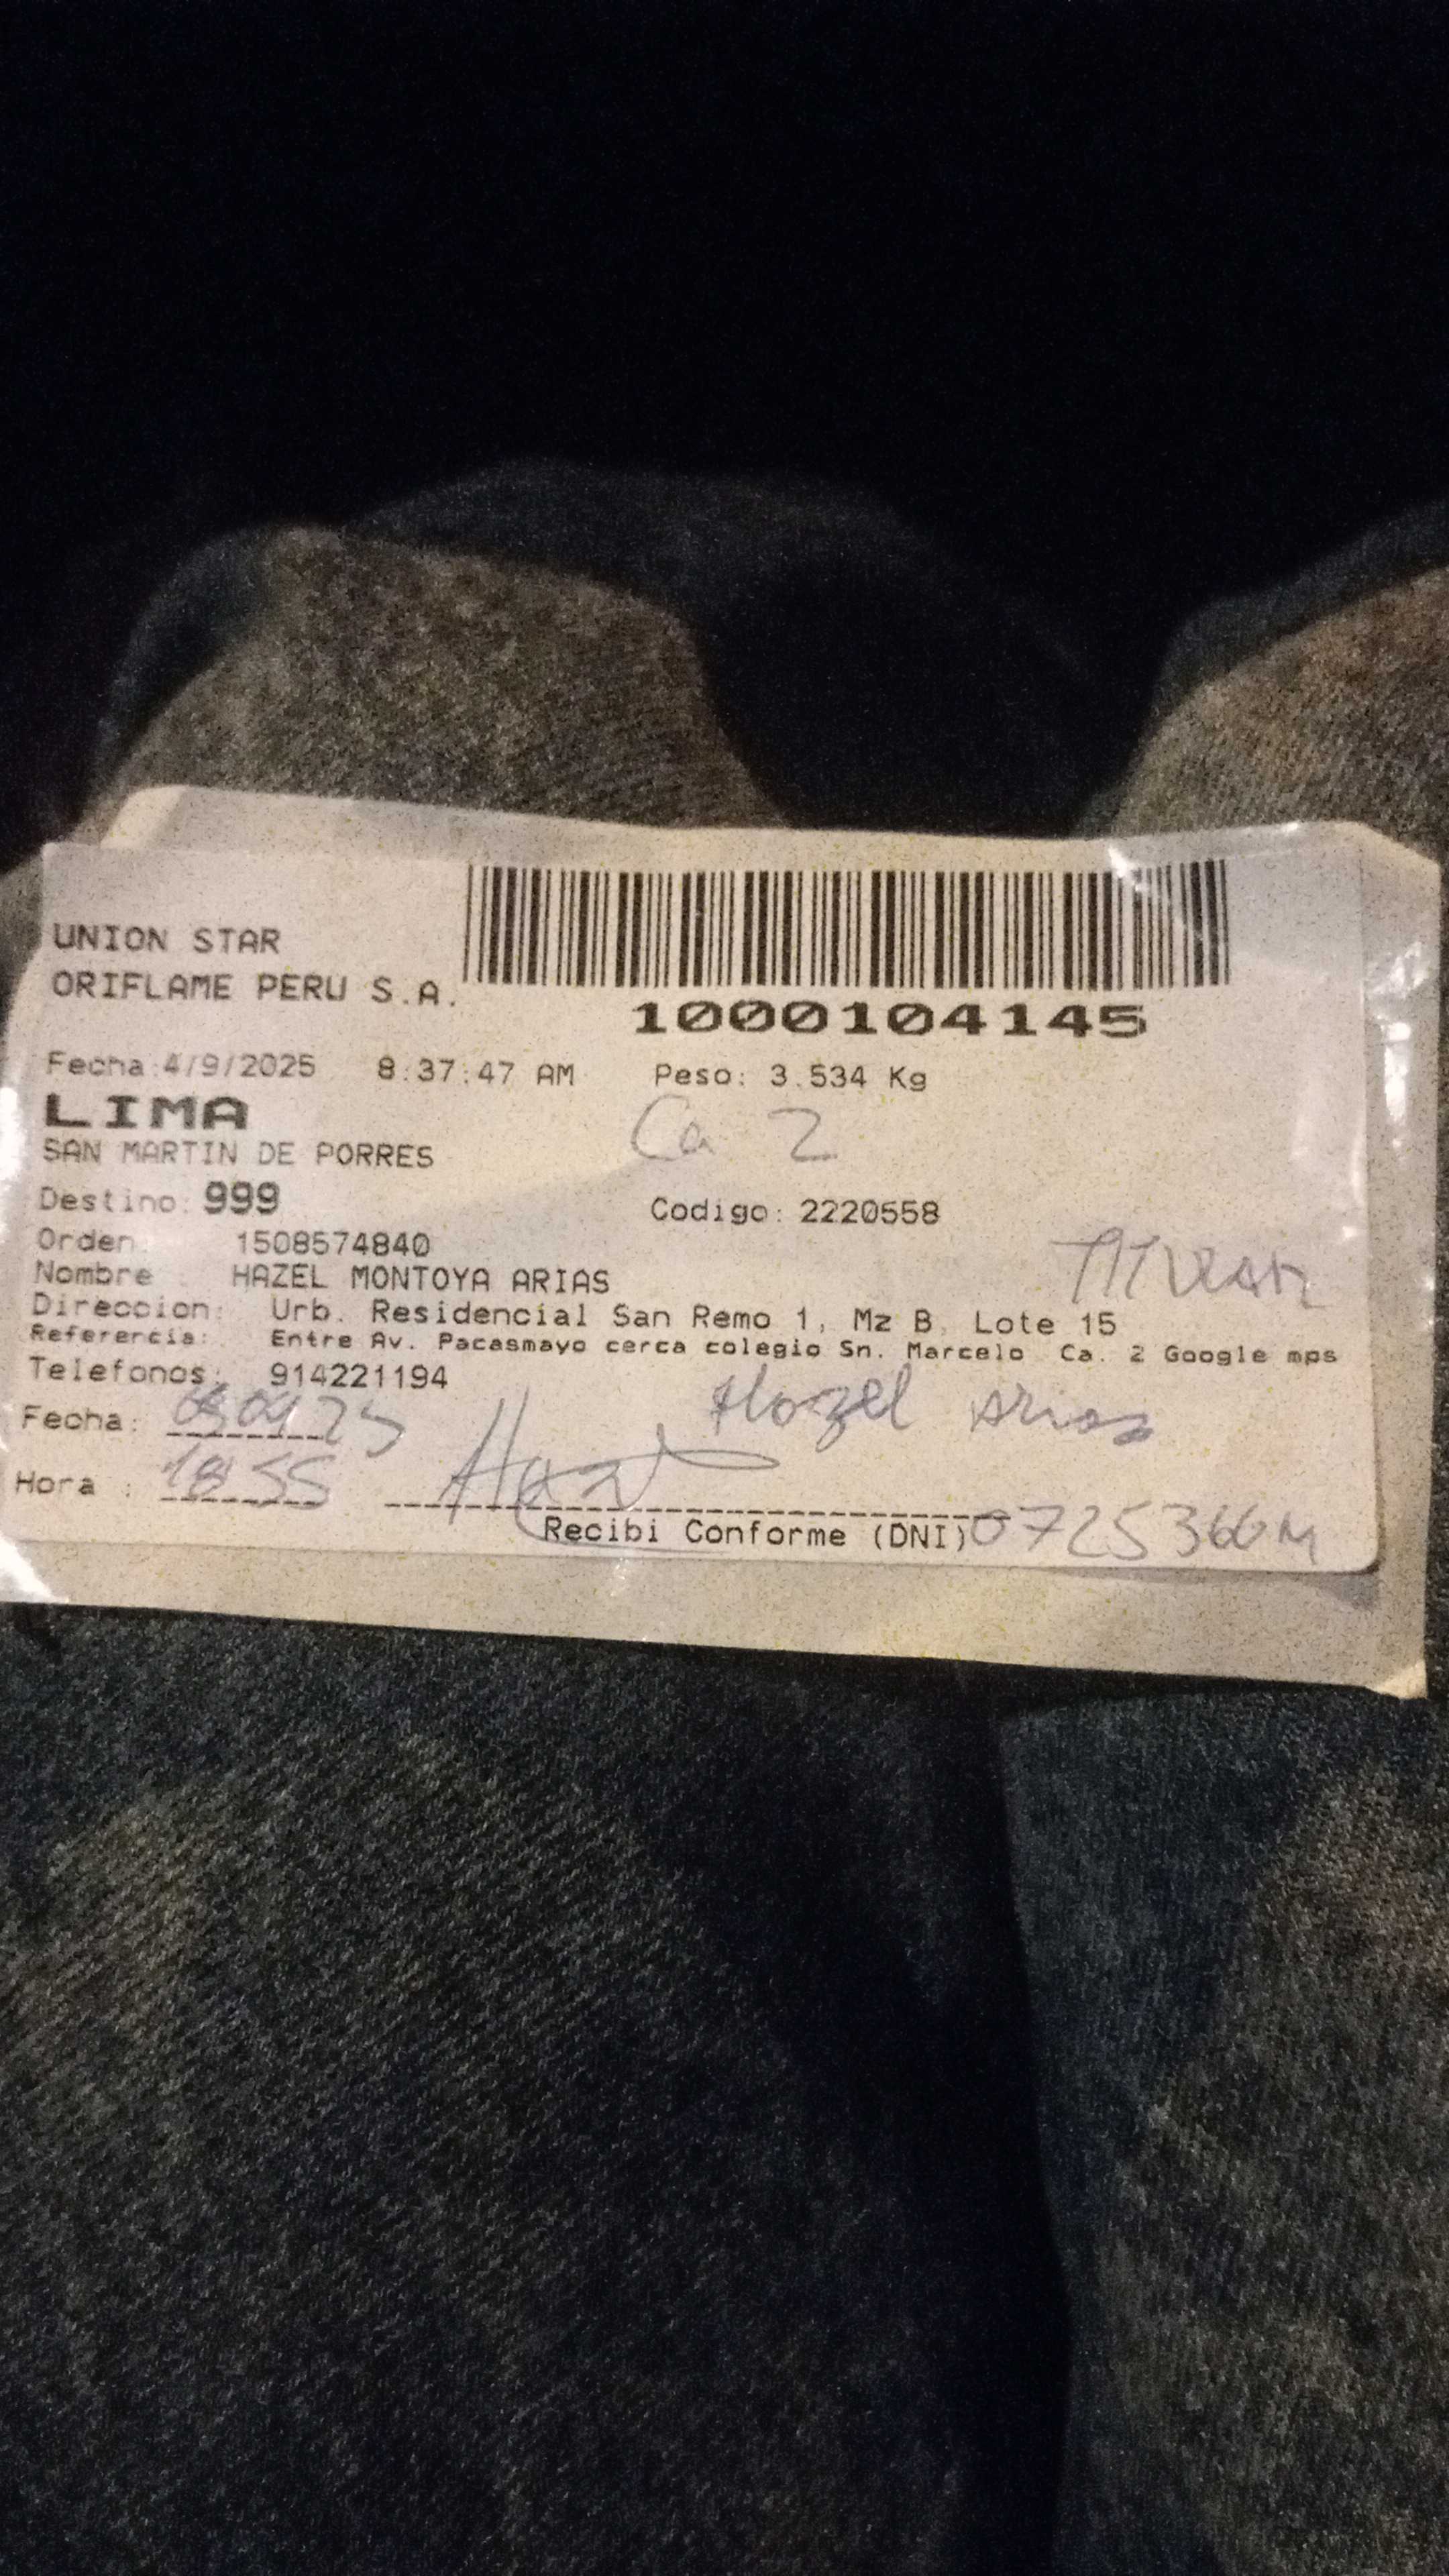 UNION STAR
ORIFLAME PERU S.A.
1000104145
Fecha:4/9/2025 8:37:47 AM Peso: 3.534 Kg
LIMA
Ca 2
SAN MARTIN DE PORRES
Destino: 999 Codigo: 2220558
Orden: 1508574840
Nombre : HAZEL MONTOYA ARIAS
Direccion: Urb. Residencial San Remo 1, Mz B, Lote 15
Referencia: Entre Av. Pacasmayo cerca colegio Sn. Marcelo Ca. 2 Google mps
Telefonos: 914221194
Hazel Arias
Fecha:
Hora : 18 55
Recibi Conforme (DNI)